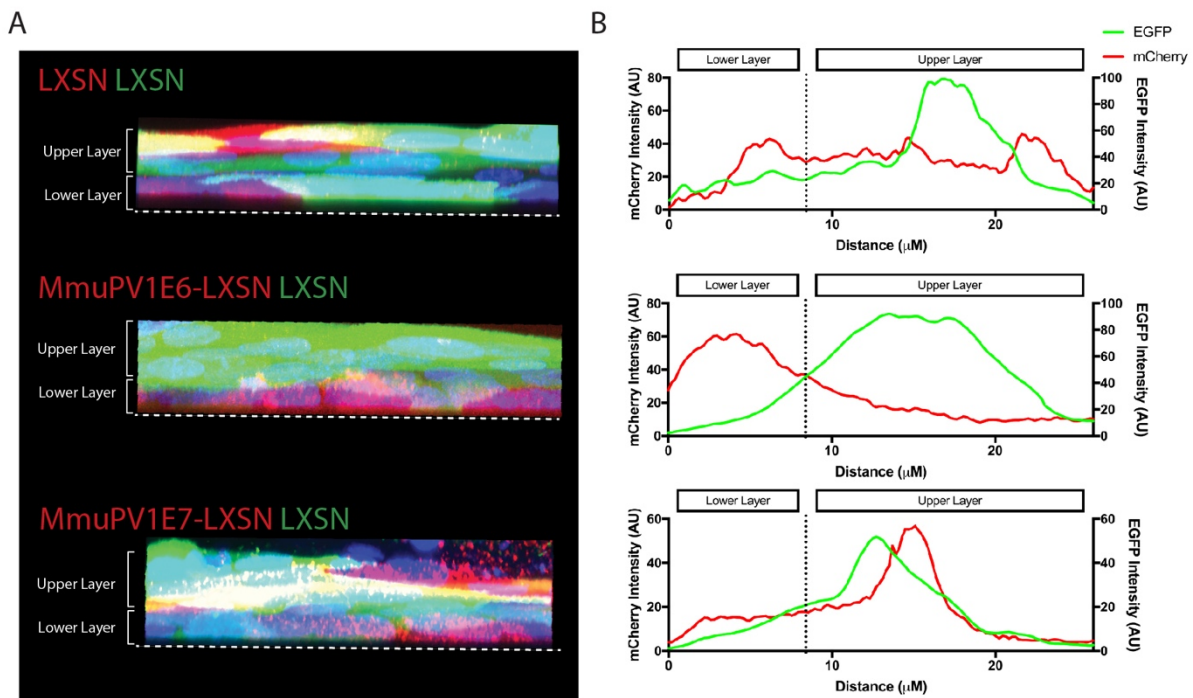 A
LXSN LXSN
Upper Layer
Lower Layer
MmuPV1E6-LXSN LXSN
Upper Layer
Lower Layer
MmuPV1E7-LXSN LXSN
Upper Layer
Lower Layer
B
EGFP
mCherry
Lower Layer
Upper Layer
80
60
40
20
0
mCherry Intensity (AU)
100
80
60
40
20
0
EGFP Intensity (AU)
0
10
20
Distance (μM)
Lower Layer
Upper Layer
80
60
40
20
0
mCherry Intensity (AU)
100
80
60
40
20
0
EGFP Intensity (AU)
0
10
20
Distance (μM)
Lower Layer
Upper Layer
60
40
20
0
mCherry Intensity (AU)
60
40
20
0
EGFP Intensity (AU)
0
10
20
Distance (μM)